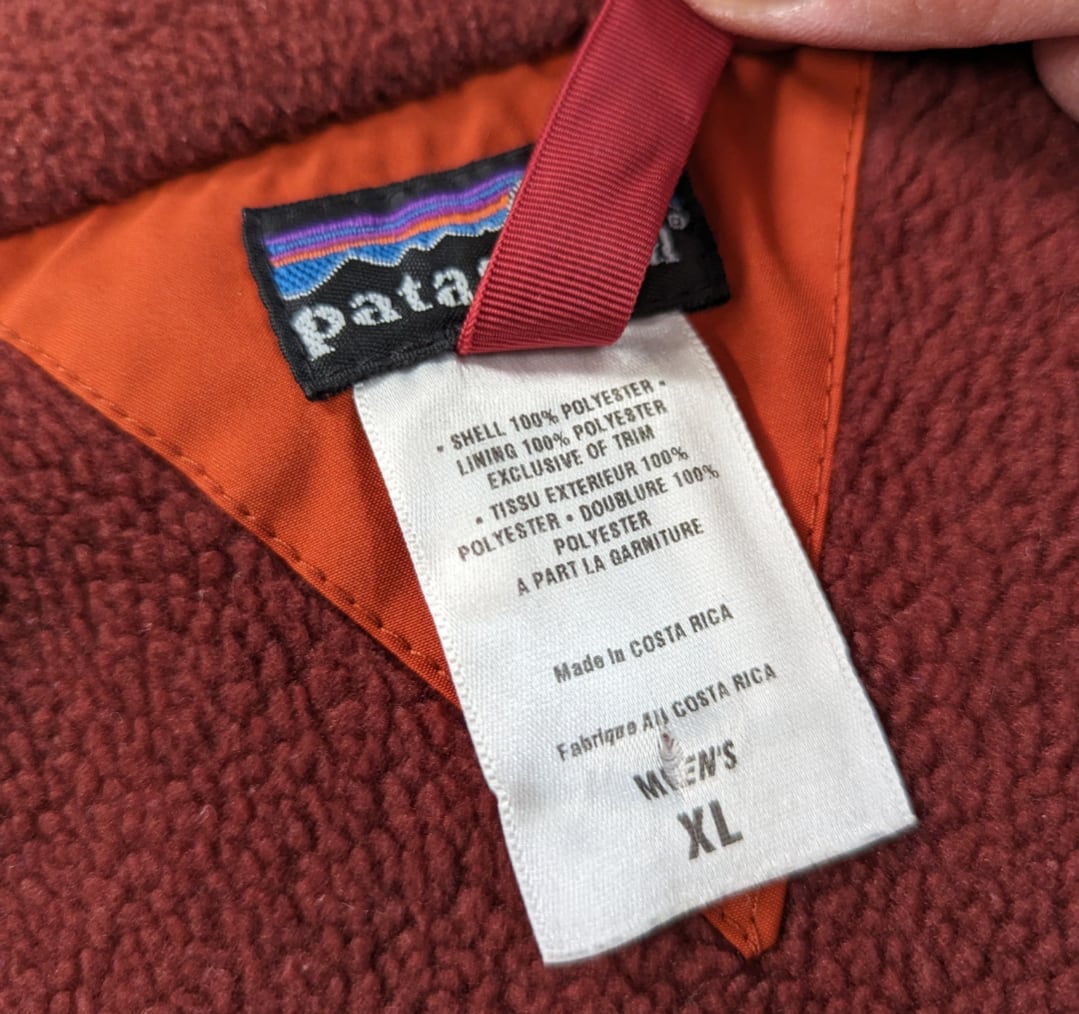 pata
®
• SHELL 100% POLYESTER •
LINING 100% POLYESTER
EXCLUSIVE OF TRIM
• TISSU EXTERIEUR 100%
POLYESTER • DOUBLURE 100%
POLYESTER
A PART LA GARNITURE
Made In COSTA RICA
Fabrique AU COSTA RICA
MEN'S
XL